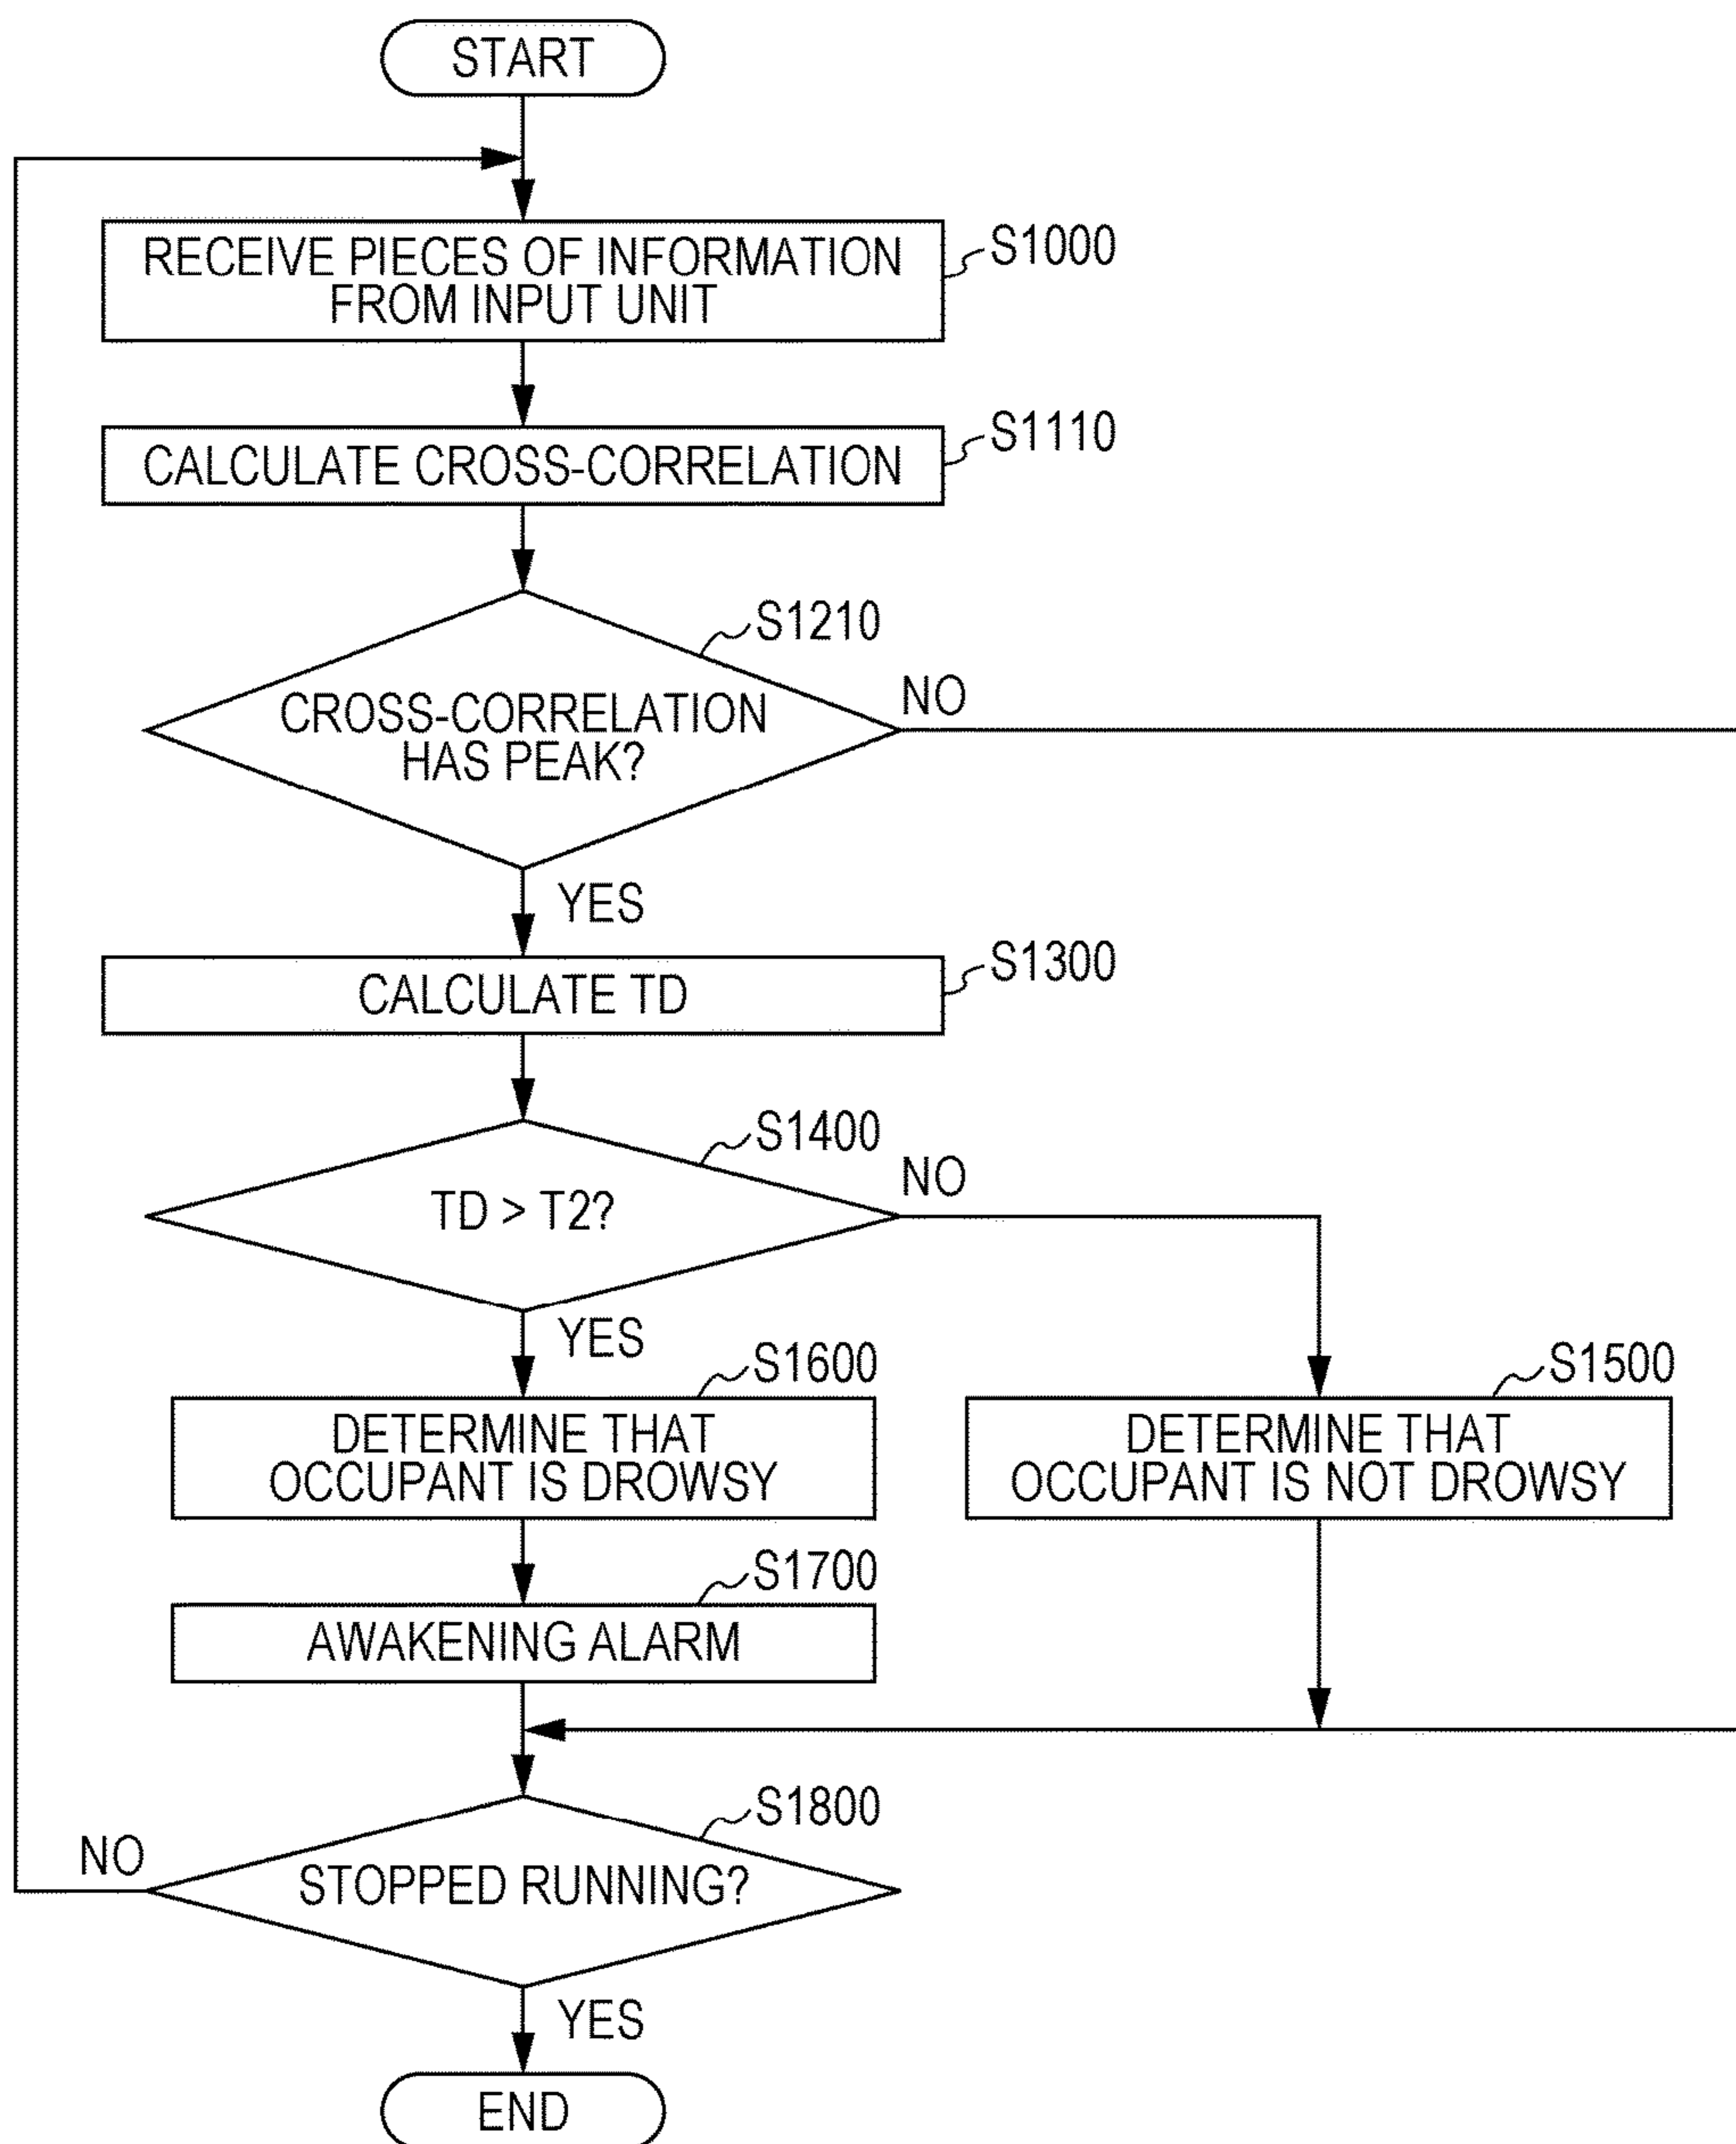 START
RECEIVE PIECES OF INFORMATION
FROM INPUT UNIT
S1000
CALCULATE CROSS-CORRELATION
S1110
S1210
CROSS-CORRELATION
HAS PEAK?
NO
YES
CALCULATE TD
S1300
S1400
TD > T2?
NO
YES
S1600
DETERMINE THAT
OCCUPANT IS DROWSY
S1500
DETERMINE THAT
OCCUPANT IS NOT DROWSY
S1700
AWAKENING ALARM
S1800
STOPPED RUNNING?
NO
YES
END